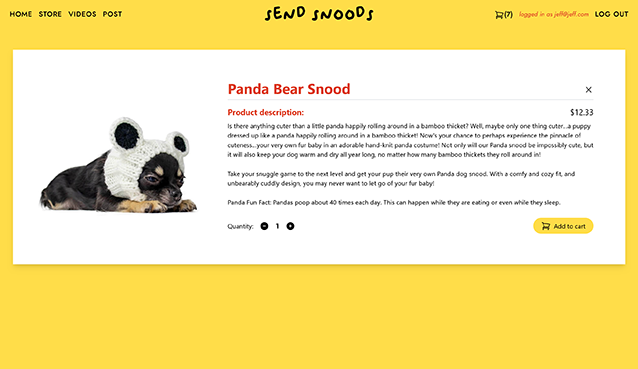 HOME STORE VIDEOS POST
SEND SNOODS
(7) logged in as jeff@jeff.com LOG OUT
Panda Bear Snood
Product description: $12.33
Is there anything cuter than a little panda happily rolling around in a bamboo thicket? Well, maybe only one thing cuter...a puppy
dressed up like a panda happily rolling around in a bamboo thicket! Now's your chance to perhaps experience the pinnacle of
cuteness...your very own fur baby in an adorable hand-knit panda costume! Not only will our Panda snood be impossibly cute, but
it will also keep your dog warm and dry all year long, no matter how many bamboo thickets they roll around in!
Take your snuggle game to the next level and get your pup their very own Panda dog snood. With a comfy and cozy fit, and
unbearably cuddly design, you may never want to let go of your fur baby!
Panda Fun Fact: Pandas poop about 40 times each day. This can happen while they are eating or even while they sleep.
Quantity: 1 Add to cart